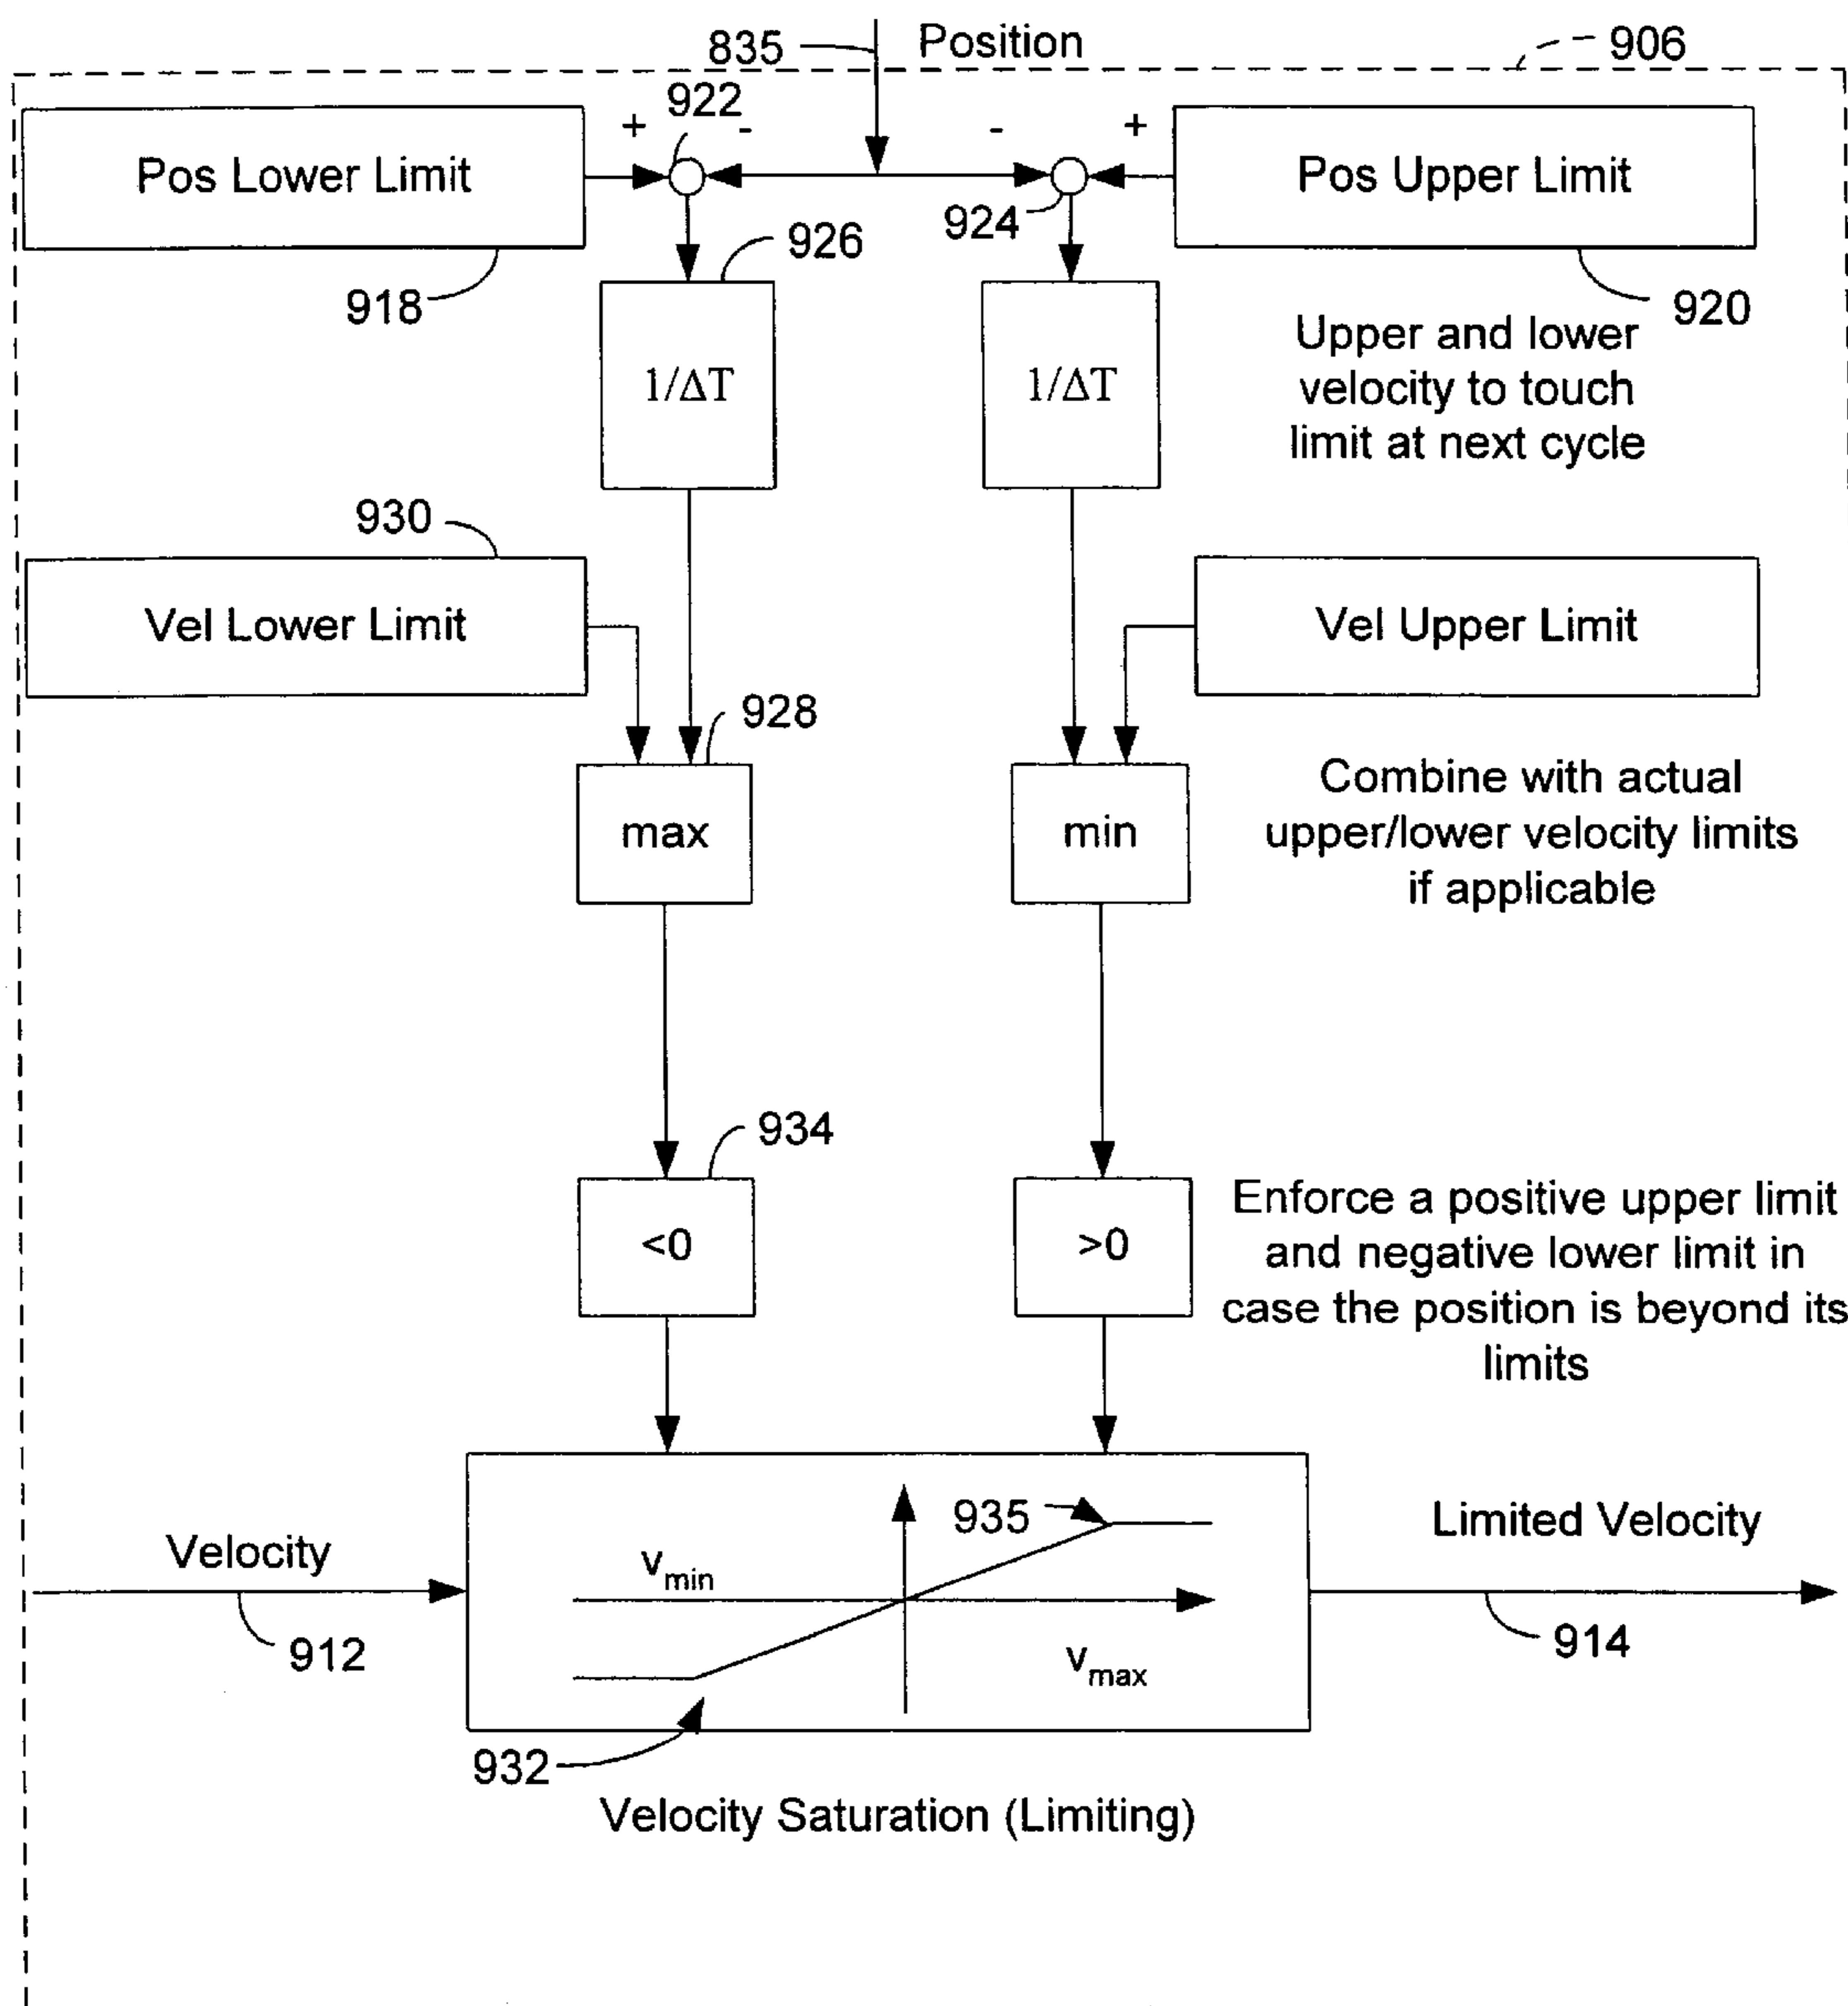 835
Position
906
922
+
-
-
+
Pos Lower Limit
Pos Upper Limit
924
926
918
920
1/ΔT
1/ΔT
Upper and lower
velocity to touch
limit at next cycle
930
Vel Lower Limit
Vel Upper Limit
928
max
min
Combine with actual
upper/lower velocity limits
if applicable
934
<0
>0
Enforce a positive upper limit
and negative lower limit in
case the position is beyond its
limits
Velocity
912
935
vmin
vmax
Limited Velocity
914
932
Velocity Saturation (Limiting)